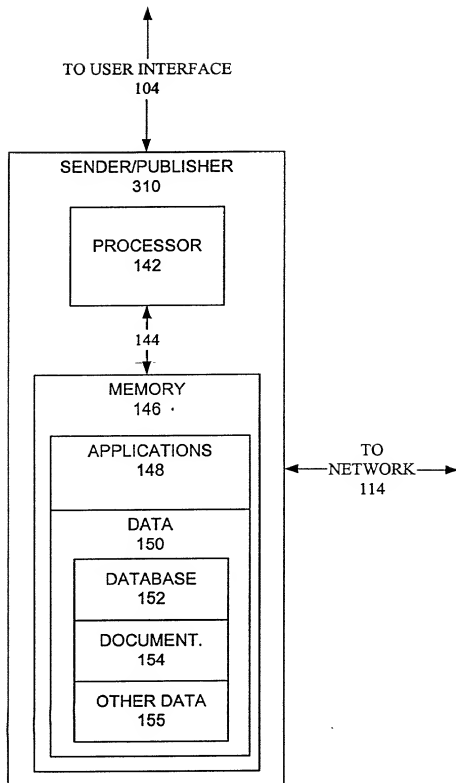 TO USER INTERFACE
104
SENDER/PUBLISHER
310
PROCESSOR
142
144
MEMORY
146
APPLICATIONS
148
TO
NETWORK
114
DATA
150
DATABASE
152
DOCUMENT.
154
OTHER DATA
155